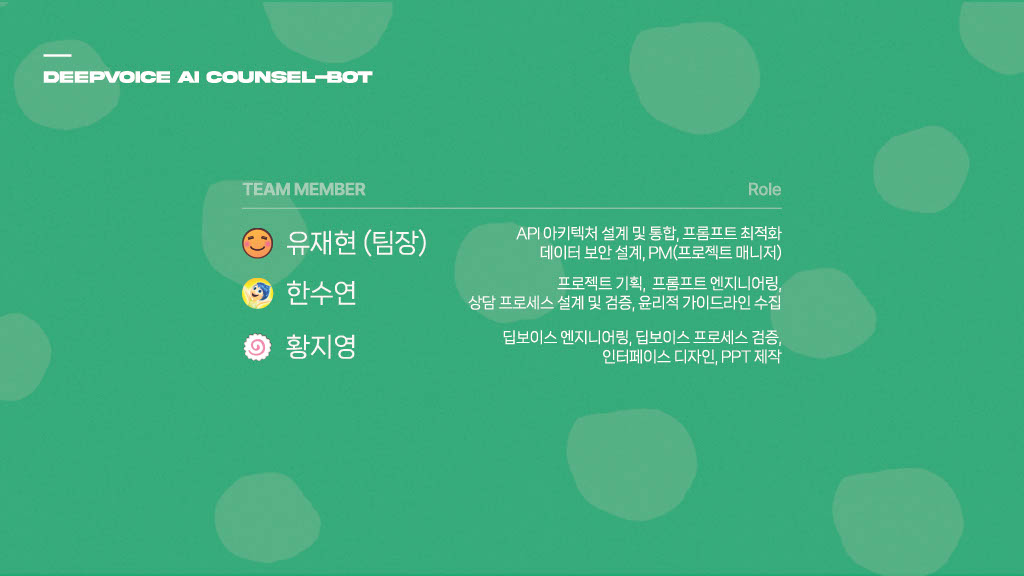 DEEPVOICE AI COUNSEL-BOT
TEAM MEMBER
Role
유재현 (팀장)
API 아키텍처 설계 및 통합, 프롬프트 최적화
데이터 보안 설계, PM(프로젝트 매니저)
한수연
프로젝트 기획, 프롬프트 엔지니어링,
상담 프로세스 설계 및 검증, 윤리적 가이드라인 수집
황지영
딥보이스 엔지니어링, 딥보이스 프로세스 검증,
인터페이스 디자인, PPT 제작